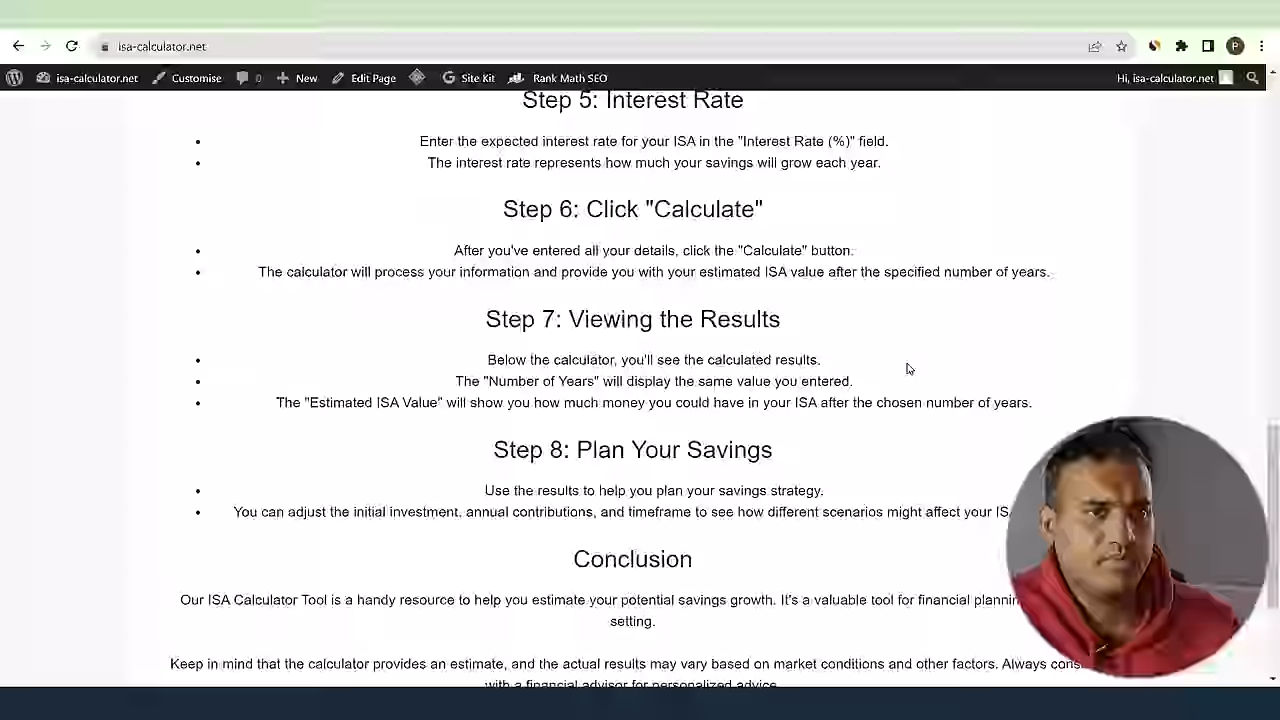 isa-calculator.net
isa-calculator.net Customise 0 New Edit Page Site Kit Rank Math SEO Hi, isa-calculator.net
Step 5: Interest Rate
Enter the expected interest rate for your ISA in the "Interest Rate (%)" field.
The interest rate represents how much your savings will grow each year.
Step 6: Click "Calculate"
After you've entered all your details, click the "Calculate" button.
The calculator will process your information and provide you with your estimated ISA value after the specified number of years.
Step 7: Viewing the Results
Below the calculator, you'll see the calculated results.
The "Number of Years" will display the same value you entered.
The "Estimated ISA Value" will show you how much money you could have in your ISA after the chosen number of years.
Step 8: Plan Your Savings
Use the results to help you plan your savings strategy.
You can adjust the initial investment, annual contributions, and timeframe to see how different scenarios might affect your
Conclusion
Our ISA Calculator Tool is a handy resource to help you estimate your potential savings growth. It's a valuable tool for financial
setting.
Keep in mind that the calculator provides an estimate, and the actual results may vary based on market conditions and other factors. Always
with a financial advisor for personalized advice.